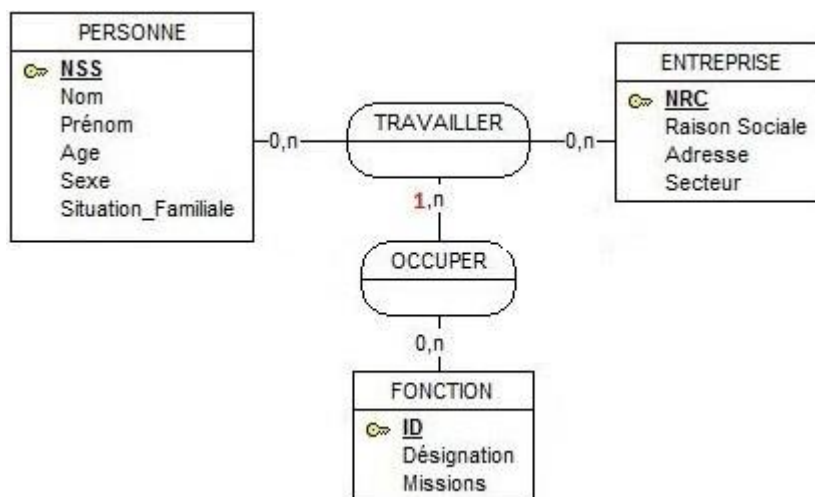 PERSONNE
NSS
Nom
Prénom
Age
Sexe
Situation_Familiale
0,n
TRAVAILLER
0,n
ENTREPRISE
NRC
Raison Sociale
Adresse
Secteur
1,n
OCCUPER
0,n
FONCTION
ID
Désignation
Missions